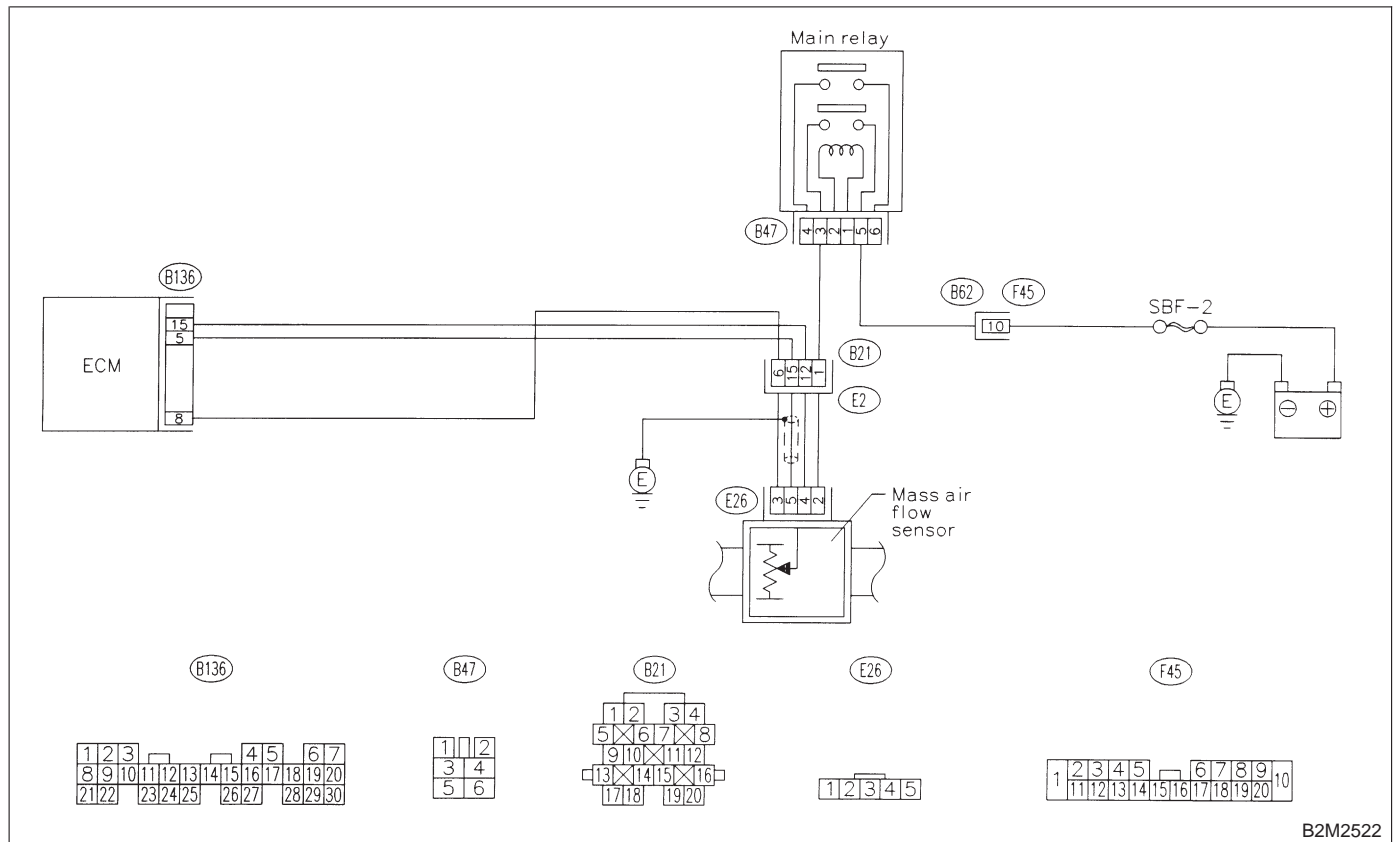 Main relay
B47
4 3 2 1 5 6
B136
B62
F45
SBF-2
10
15
5
ECM
8
B21
6 15 12 1
E2
E
E
⊖ ⊕
E26
3 5 4 2
Mass air
flow
sensor
B136
B47
B21
E26
F45
1 2 3 4 5 6 7
8 9 10 11 12 13 14 15 16 17 18 19 20
21 22 23 24 25 26 27 28 29 30
1 2
3 4
5 6
1 2 3 4
5 6 7 8
9 10 11 12
13 14 15 16
17 18 19 20
1 2 3 4 5
1 2 3 4 5 6 7 8 9 10
11 12 13 14 15 16 17 18 19 20
B2M2522